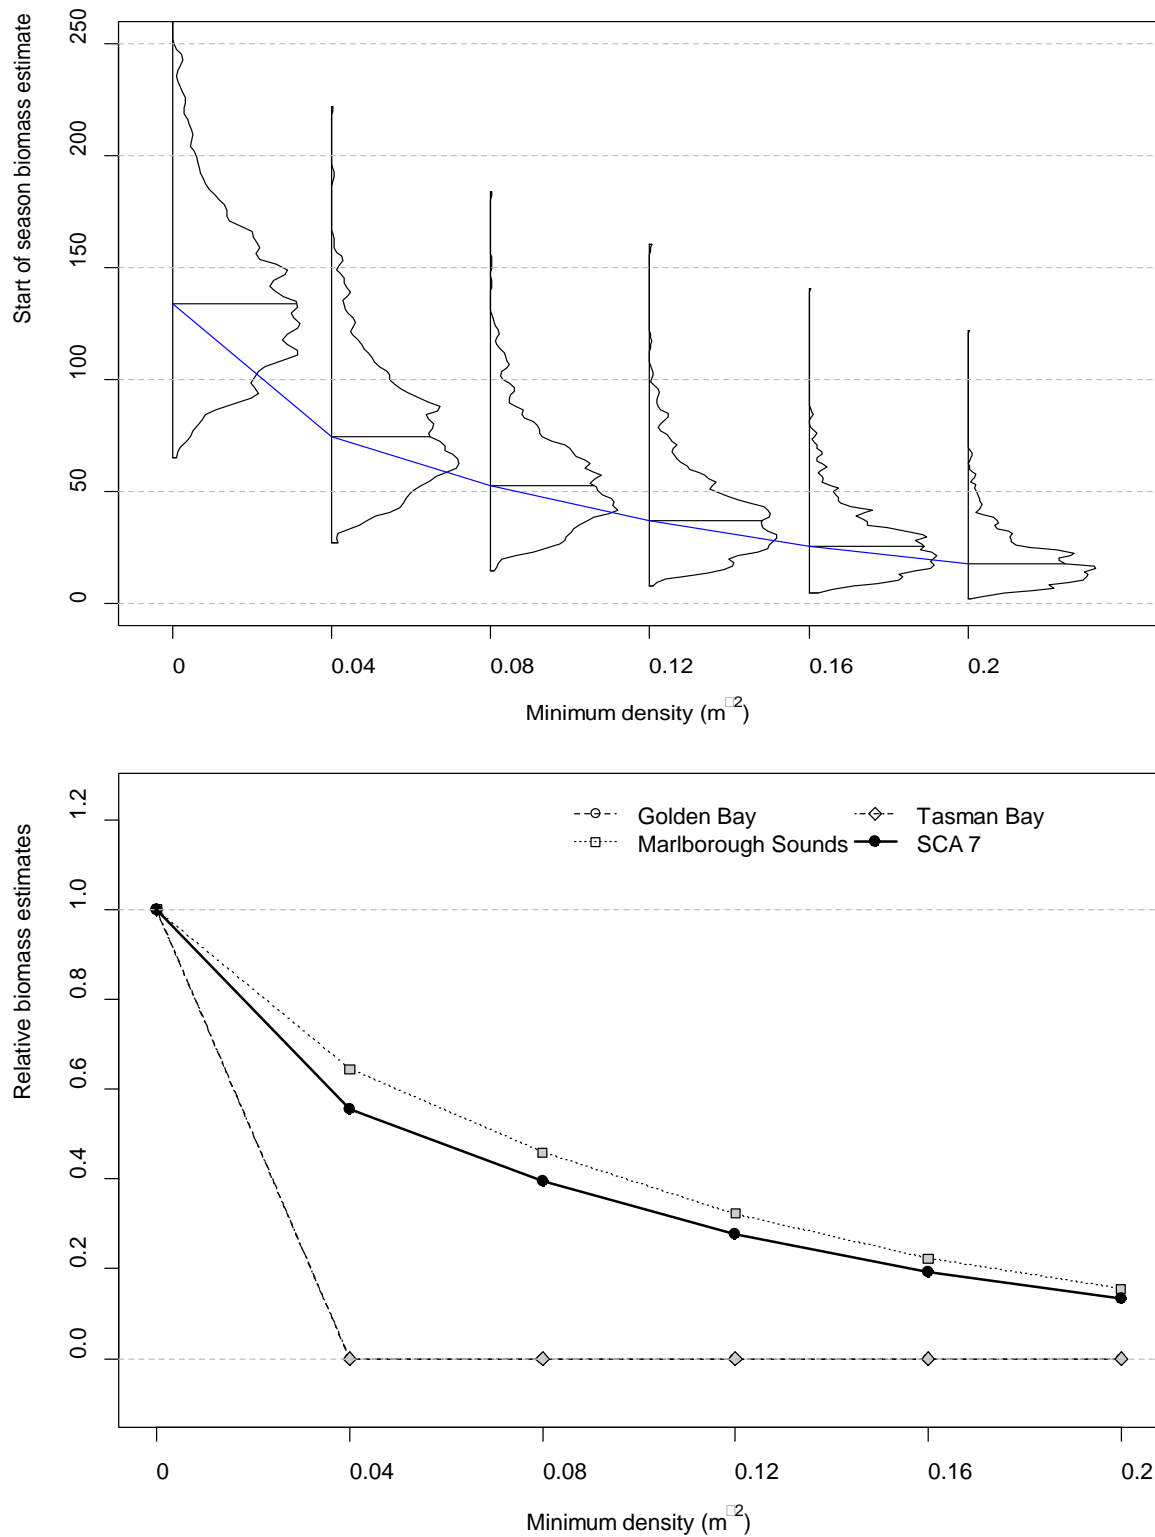 Start of season biomass estimate
250
200
150
100
50
0
0 0.04 0.08 0.12 0.16 0.2
Minimum density (m□2)
Relative biomass estimates
1.2
1.0
0.8
0.6
0.4
0.2
0.0
Golden Bay Tasman Bay
Marlborough Sounds SCA 7
0 0.04 0.08 0.12 0.16 0.2
Minimum density (m□2)